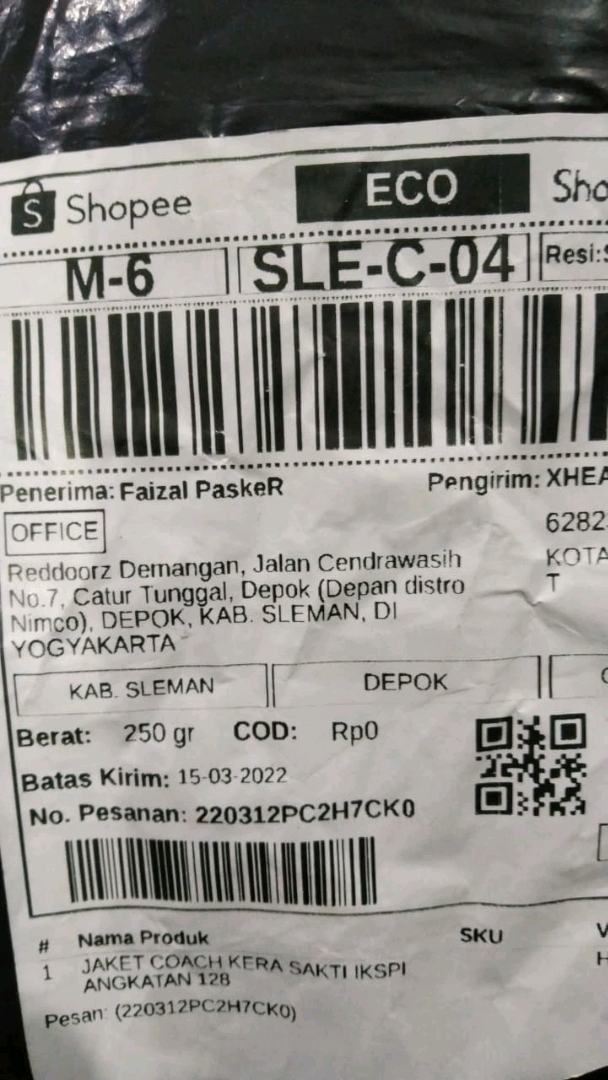 Shopee ECO
M-6 SLE-C-04 Resi:
Penerima: Faizal PaskeR Pengirim:
OFFICE
Reddoorz Demangan, Jalan Cendrawasih
No.7, Catur Tunggal, Depok (Depan distro
Nimco), DEPOK, KAB. SLEMAN, DI
YOGYAKARTA
KOTA
T
KAB. SLEMAN DEPOK
Berat: 250 gr COD: Rp0
Batas Kirim: 15-03-2022
No. Pesanan: 220312PC2H7CK0
# Nama Produk SKU
1 JAKET COACH KERA SAKTI IKSPI
ANGKATAN 128
Pesan: (220312PC2H7CK0)